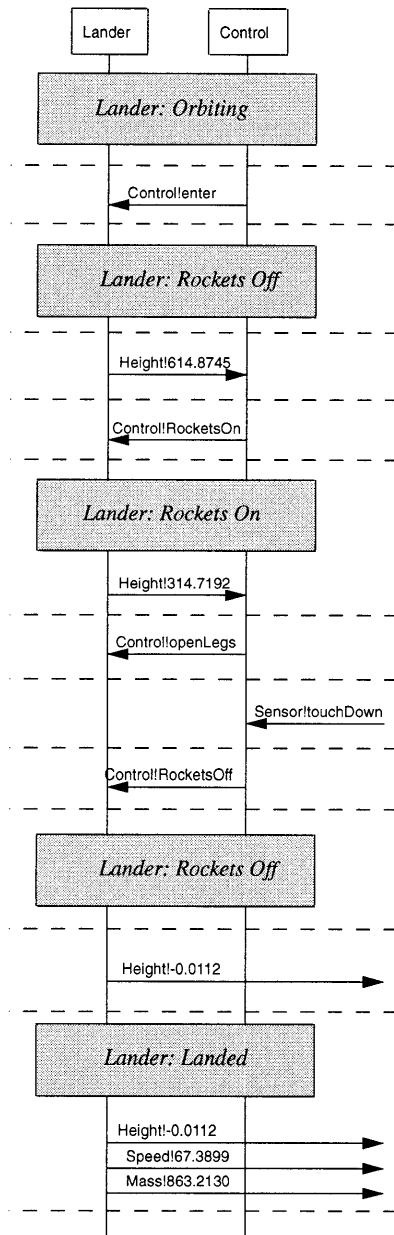 Lander Control
Lander: Orbiting
Control!enter
Lander: Rockets Off
Height!614.8745
Control!RocketsOn
Lander: Rockets On
Height!314.7192
Control!openLegs
Sensor!touchDown
Control!RocketsOff
Lander: Rockets Off
Height!-0.0112
Lander: Landed
Height!-0.0112
Speed!67.3899
Mass!863.2130